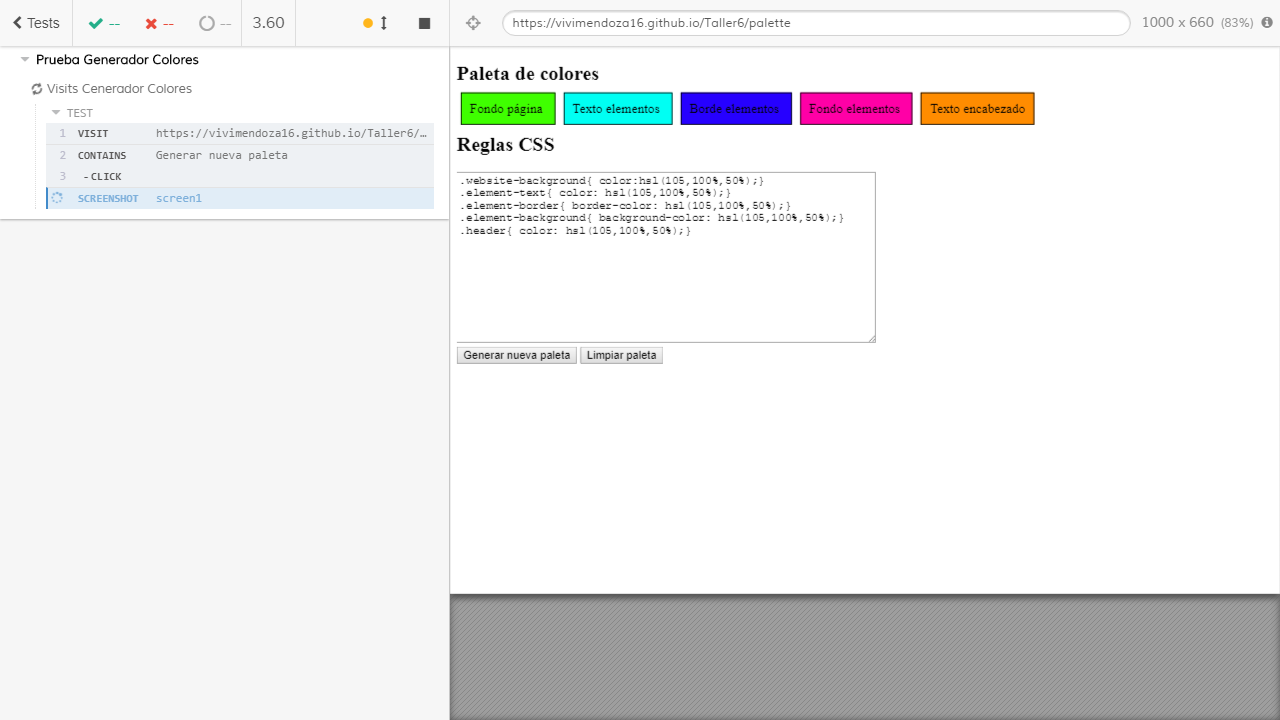 Tests
--
--
--
3.60
https://vivimendoza16.github.io/Taller6/palette
1000 x 660 (83%)
Prueba Generador Colores
Visits Cenerador Colores
TEST
1 VISIT https://vivimendoza16.github.io/Taller6/…
2 CONTAINS Generar nueva paleta
3 -CLICK
SCREENSHOT screen1
Paleta de colores
Fondo página Texto elementos Borde elementos Fondo elementos Texto encabezado
Reglas CSS
.website-background{ color:hsl(105,100%,50%);}
.element-text{ color: hsl(105,100%,50%);}
.element-border{ border-color: hsl(105,100%,50%);}
.element-background{ background-color: hsl(105,100%,50%);}
.header{ color: hsl(105,100%,50%);}
Generar nueva paleta Limpiar paleta